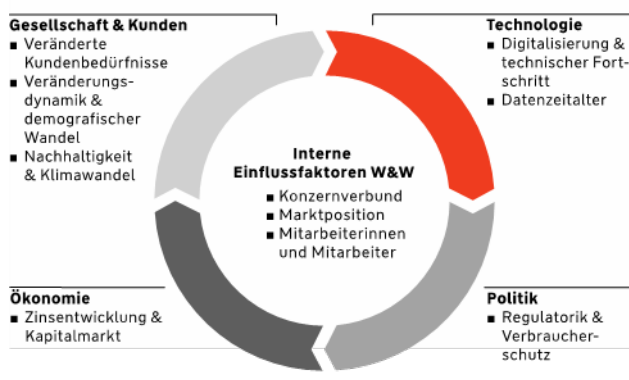 Gesellschaft & Kunden
■ Veränderte
Kundenbedürfnisse
■ Veränderungs-
dynamik &
demografischer
Wandel
■ Nachhaltigkeit
& Klimawandel
Technologie
■ Digitalisierung &
technischer Fort-
schritt
■ Datenzeitalter
Interne
Einflussfaktoren W&W
■ Konzernverbund
■ Marktposition
■ Mitarbeiterinnen
und Mitarbeiter
Ökonomie
■ Zinsentwicklung &
Kapitalmarkt
Politik
■ Regulatorik &
Verbraucher-
schutz